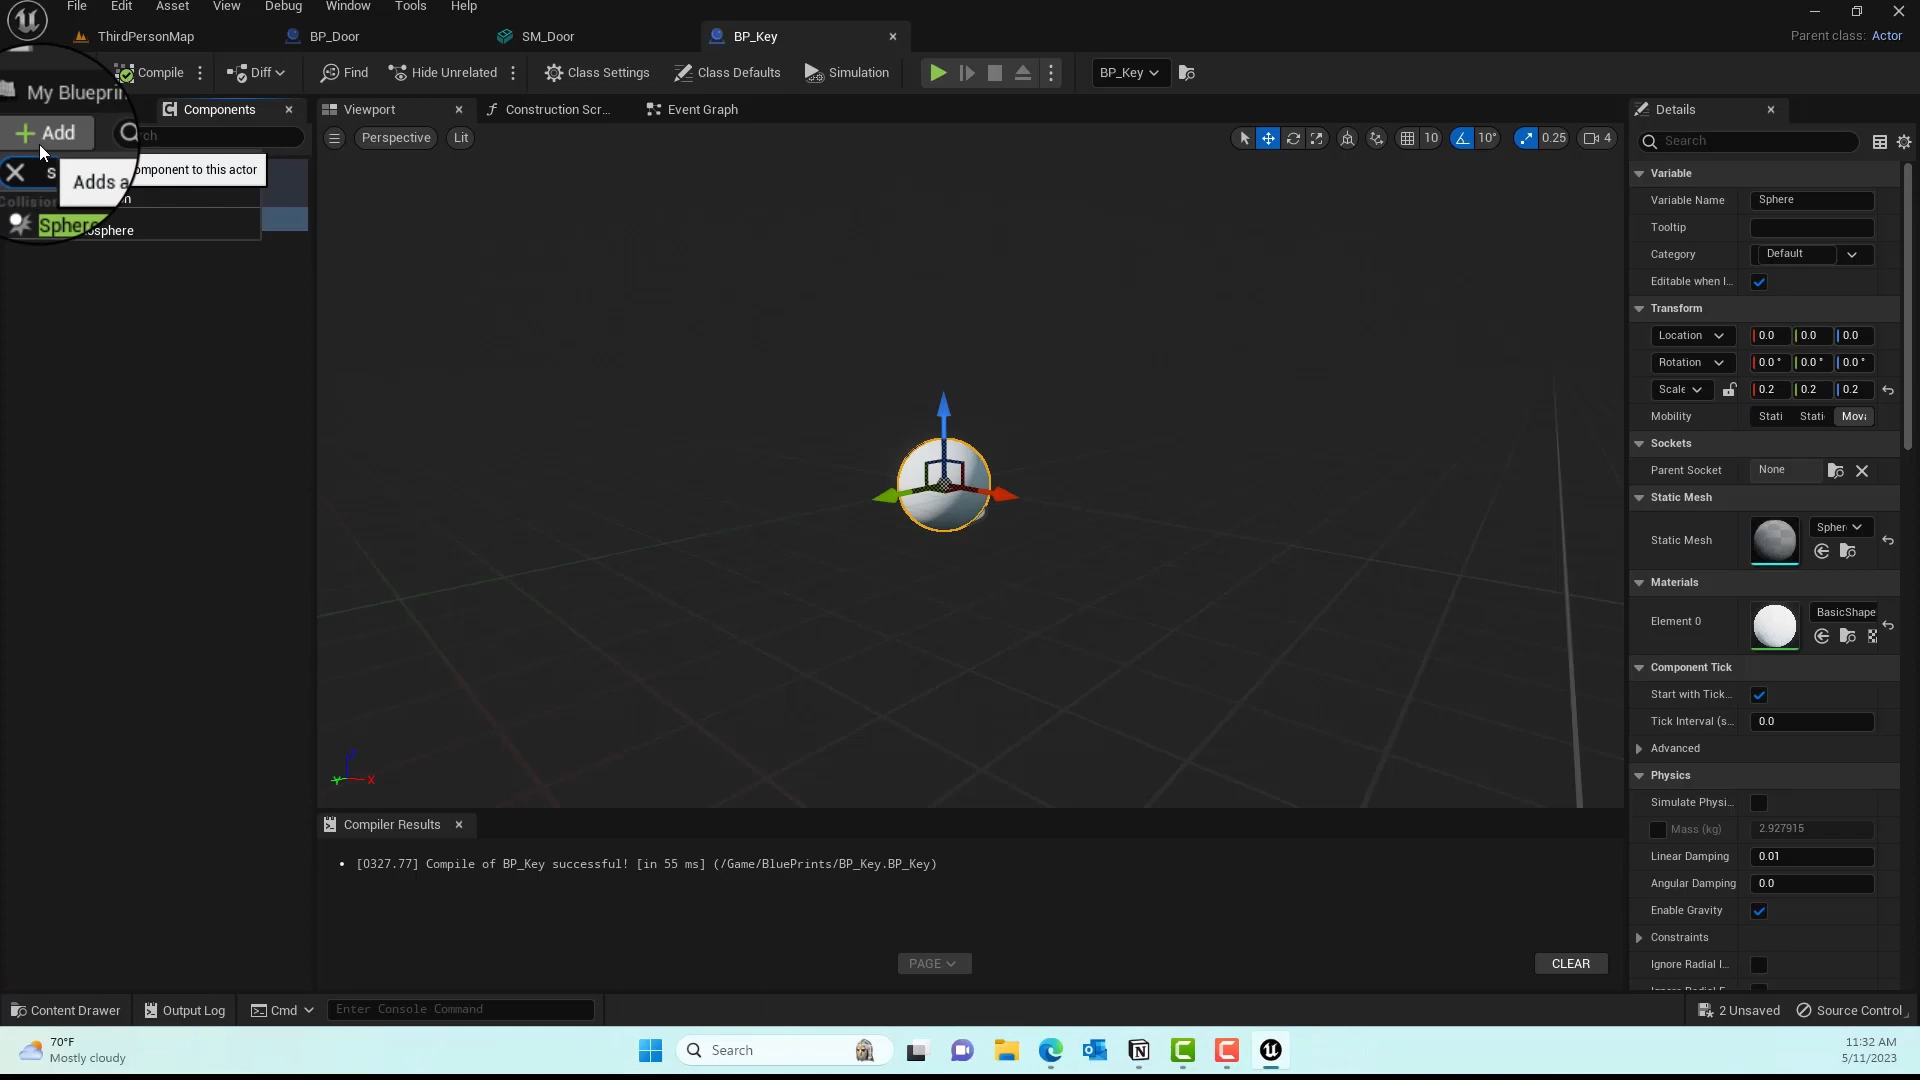 File Edit Asset View Debug Window Tools Help
ThirdPersonMap BP_Door SM_Door BP_Key
Parent class: Actor
Compile Diff Find Hide Unrelated Class Settings Class Defaults Simulation BP_Key
My Blueprin
Components
Viewport Construction Scr... Event Graph
Details
Add
rch
Perspective Lit
10 10° 0.25 4
Search
s
Adds a
omponent to this actor
Collision
Sphere
osphere
Variable
Variable Name Sphere
Tooltip
Category Default
Editable when I...
Transform
Location 0.0 0.0 0.0
Rotation 0.0 ° 0.0 ° 0.0 °
Scale 0.2 0.2 0.2
Mobility Stati Stati Mova
Sockets
Parent Socket None
Static Mesh
Static Mesh Spher
Materials
Element 0 BasicShape
Component Tick
Start with Tick...
Tick Interval (s... 0.0
Advanced
Physics
Simulate Physi...
Mass (kg) 2.927915
Linear Damping 0.01
Angular Damping 0.0
Enable Gravity
Constraints
Ignore Radial I...
X
Compiler Results
• [0327.77] Compile of BP_Key successful! [in 55 ms] (/Game/BluePrints/BP_Key.BP_Key)
PAGE
CLEAR
Content Drawer Output Log Cmd Enter Console Command
2 Unsaved Source Control
70°F
Mostly cloudy
Search
11:32 AM
5/11/2023